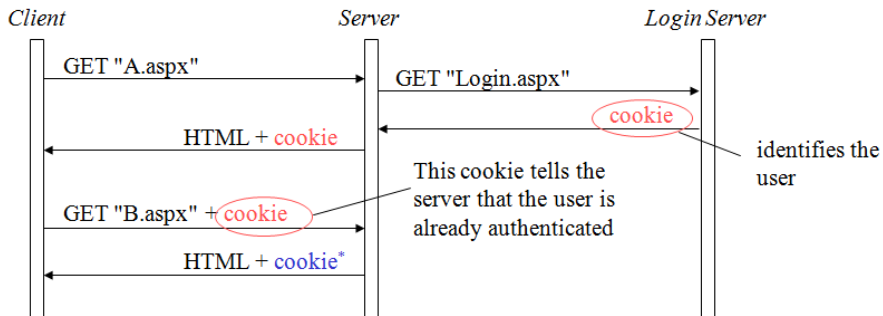 Client Server Login Server
GET "A.aspx"
GET "Login.aspx"
cookie
HTML + cookie
identifies the
user
This cookie tells the
server that the user is
already authenticated
GET "B.aspx" + cookie
HTML + cookie*